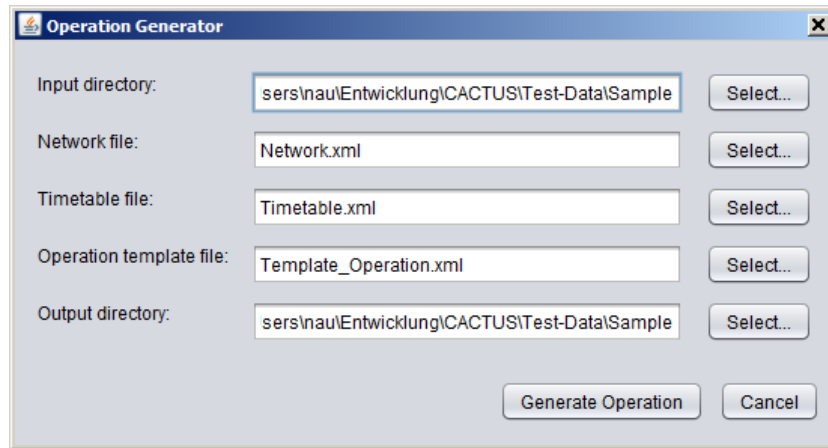 Operation Generator
Input directory: sers\nau\Entwicklung\CACTUS\Test-Data\Sample Select...
Network file: Network.xml Select...
Timetable file: Timetable.xml Select...
Operation template file: Template_Operation.xml Select...
Output directory: sers\nau\Entwicklung\CACTUS\Test-Data\Sample Select...
Generate Operation Cancel